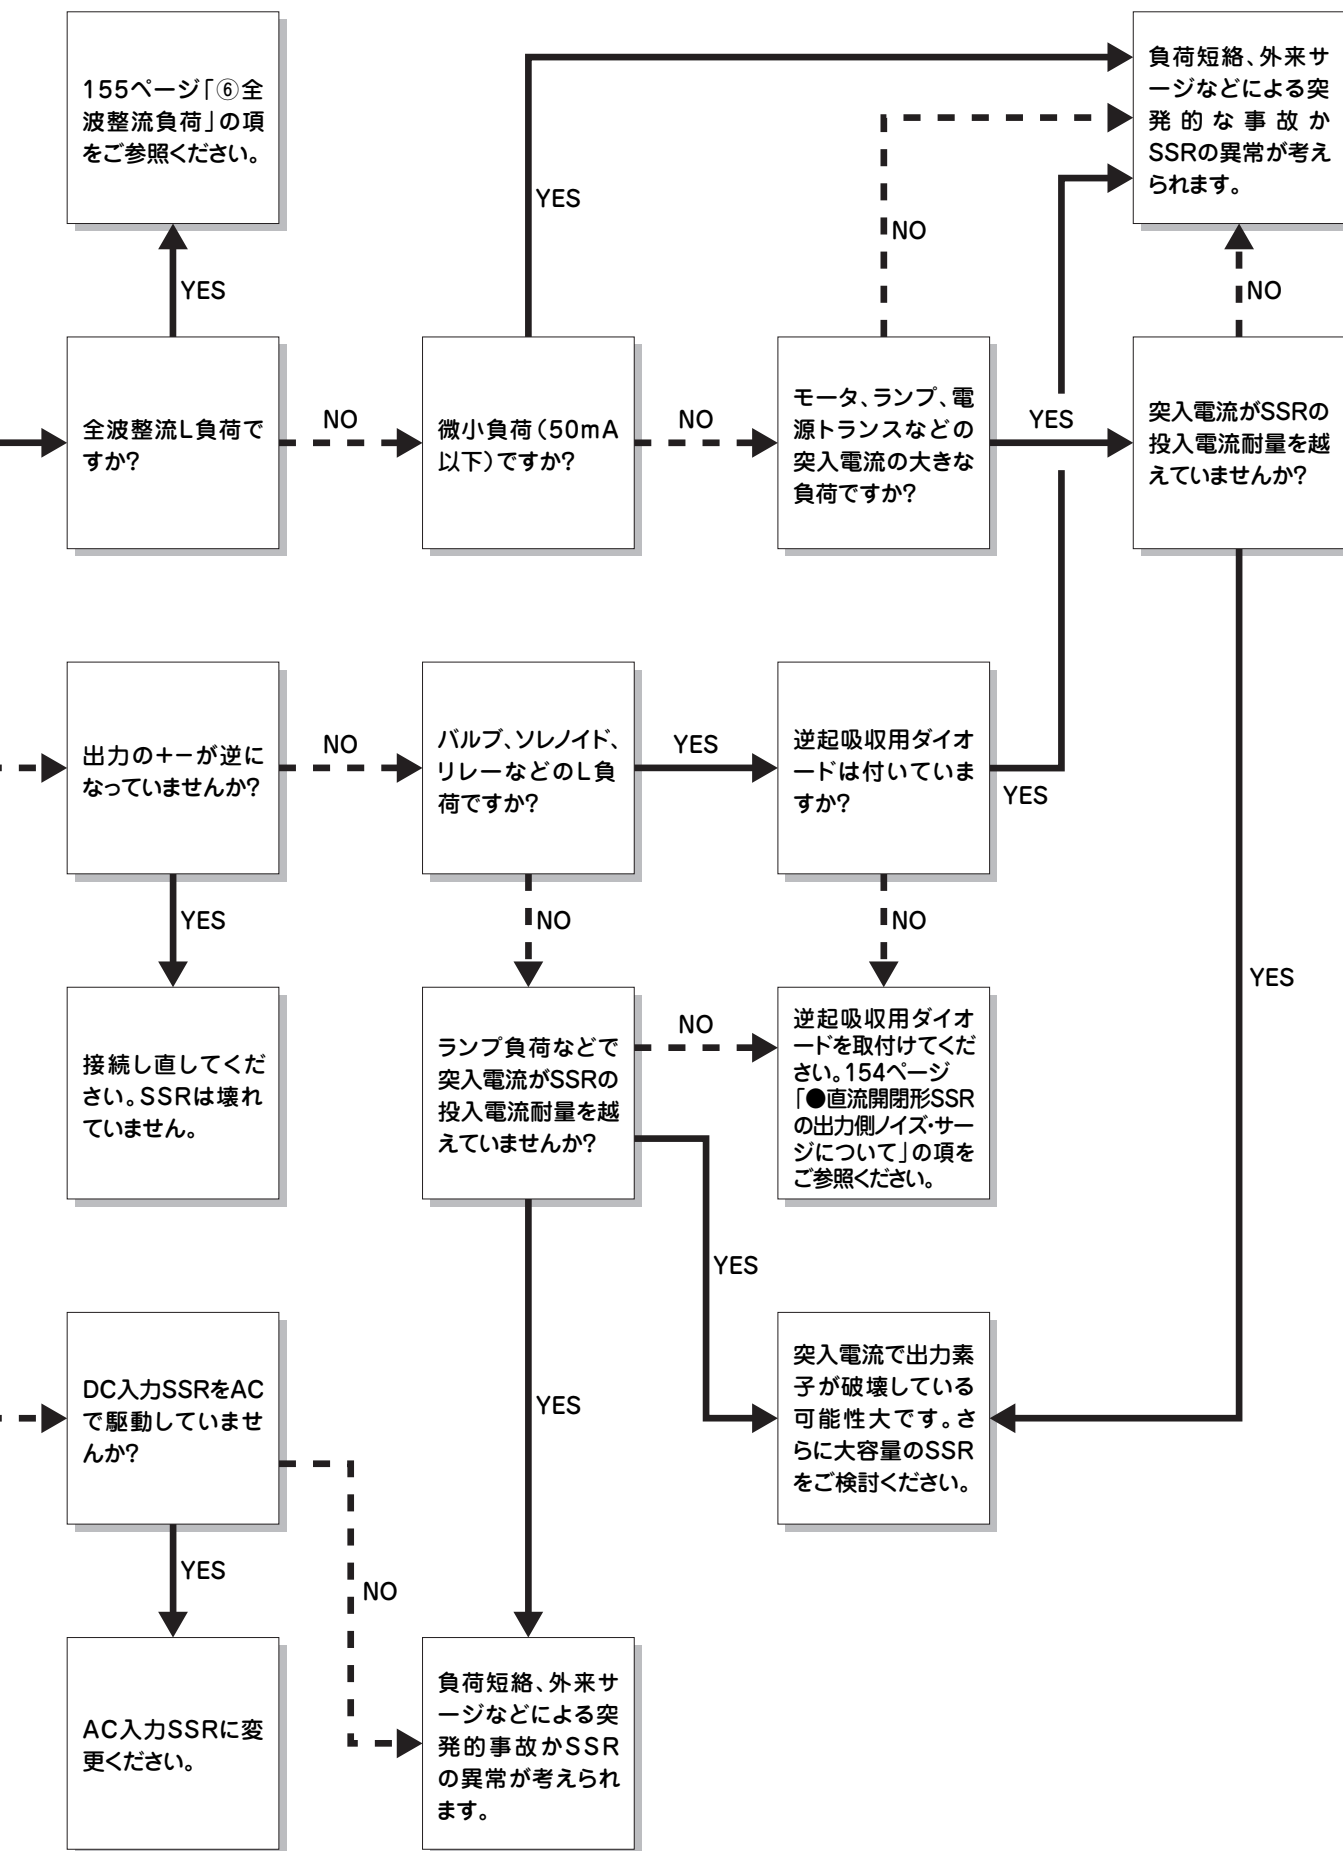 155ページ「⑥全
波整流負荷」の項
をご参照ください。
負荷短絡、外来サ
ージなどによる突
発的な事故か
SSRの異常が考え
られます。
YES
NO
YES
NO
全波整流L負荷で
すか?
NO
微小負荷(50mA
以下)ですか?
NO
モータ、ランプ、電
源トランスなどの
突入電流の大きな
負荷ですか?
YES
突入電流がSSRの
投入電流耐量を越
えていませんか?
出力の+−が逆に
なっていませんか?
NO
バルブ、ソレノイド、
リレーなどのL負
荷ですか?
YES
逆起吸収用ダイオ
ードは付いていま
すか?
YES
YES
NO
NO
YES
接続し直してくだ
さい。SSRは壊れ
ていません。
ランプ負荷などで
突入電流がSSRの
投入電流耐量を越
えていませんか?
NO
逆起吸収用ダイオ
ードを取付けてくだ
さい。154ページ
「●直流開閉形SSR
の出力側ノイズ・サー
ジについて」の項を
ご参照ください。
YES
DC入力SSRをAC
で駆動していませ
んか?
YES
突入電流で出力素
子が破壊している
可能性大です。さ
らに大容量のSSR
をご検討ください。
YES
NO
AC入力SSRに変
更ください。
負荷短絡、外来サ
ージなどによる突
発的事故かSSR
の異常が考えられ
ます。